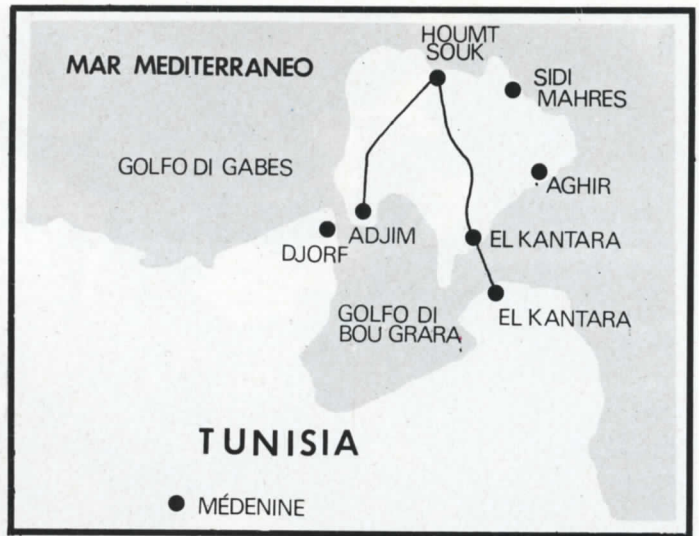 HOUMT
SOUK
MAR MEDITERRANEO
SIDI
MAHRES
GOLFO DI GABES
AGHIR
ADJIM
EL KANTARA
DJORF
GOLFO DI
BOU GRARA
EL KANTARA
TUNISIA
MÉDENINE